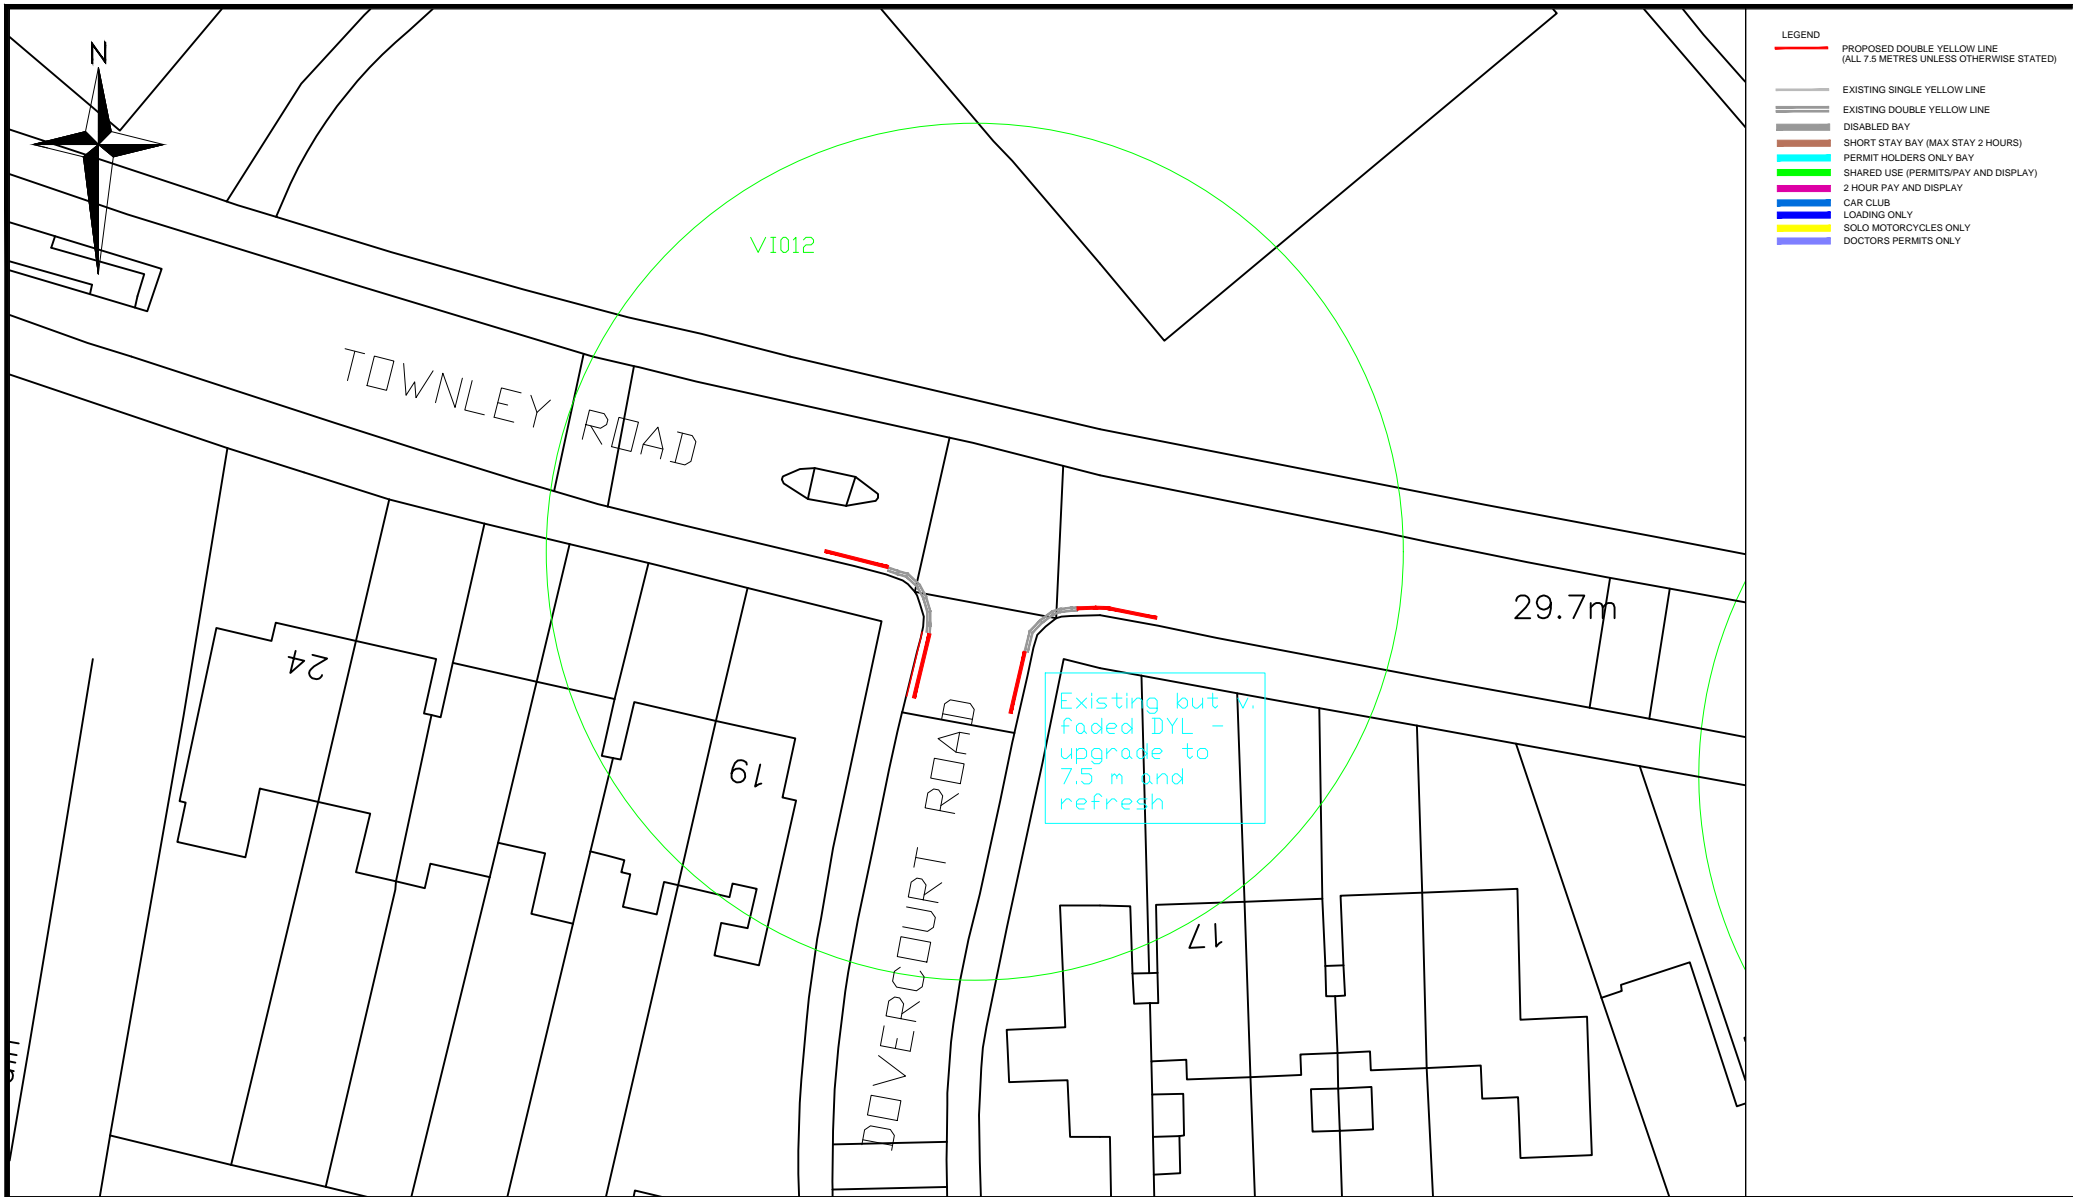 N
LEGEND
PROPOSED DOUBLE YELLOW LINE
(ALL 7.5 METRES UNLESS OTHERWISE STATED)
EXISTING SINGLE YELLOW LINE
EXISTING DOUBLE YELLOW LINE
DISABLED BAY
SHORT STAY BAY (MAX STAY 2 HOURS)
PERMIT HOLDERS ONLY BAY
SHARED USE (PERMITS/PAY AND DISPLAY)
2 HOUR PAY AND DISPLAY
CAR CLUB
LOADING ONLY
SOLO MOTORCYCLES ONLY
DOCTORS PERMITS ONLY
VI012
TOWNLEY ROAD
29.7m
24
19
Existing but v.
faded DYL -
upgrade to
7.5 m and
refresh
DOVERCOURT ROAD
17